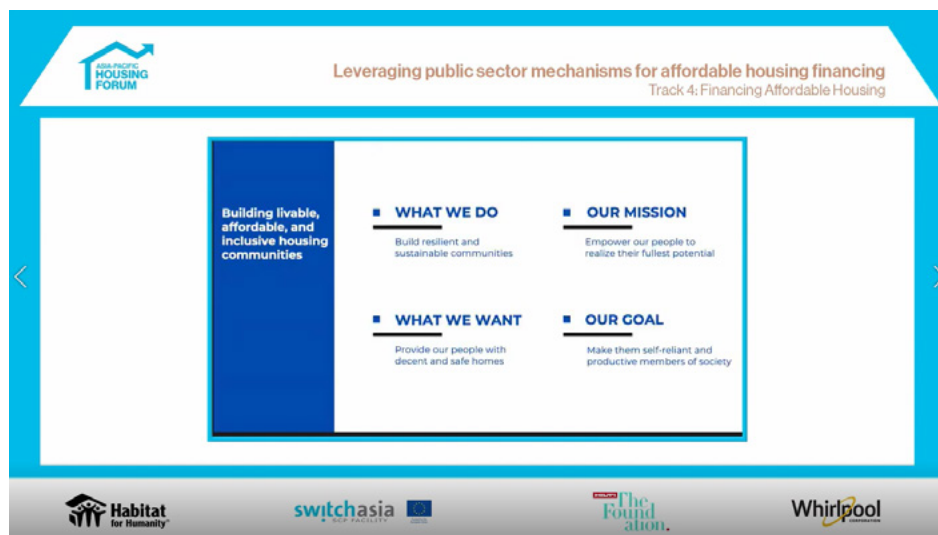 ASIA-PACIFIC
HOUSING
FORUM
Leveraging public sector mechanisms for affordable housing financing
Track 4: Financing Affordable Housing
Building livable,
affordable, and
inclusive housing
communities
WHAT WE DO
Build resilient and
sustainable communities
OUR MISSION
Empower our people to
realize their fullest potential
WHAT WE WANT
Provide our people with
decent and safe homes
OUR GOAL
Make them self-reliant and
productive members of society
Habitat
for Humanity®
switchasia
SCP FACILITY
The
Found
ation.
Whirlpool
CORPORATION